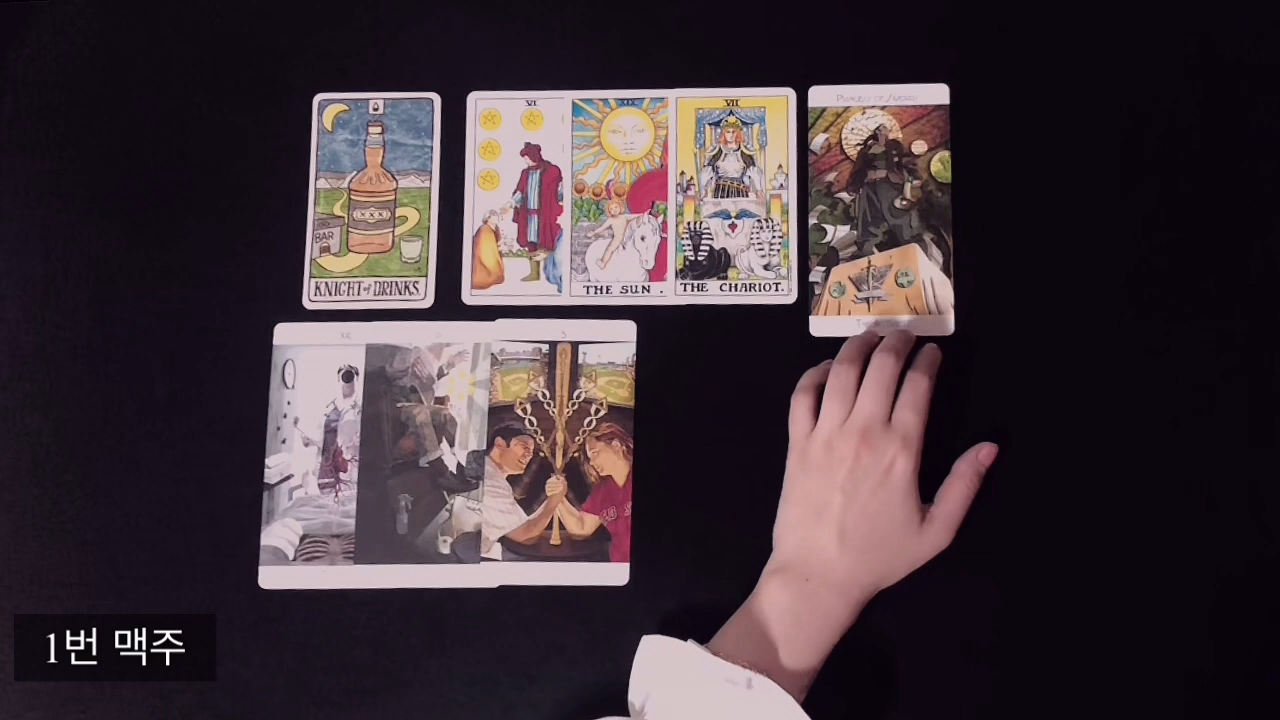 VI
XIX
VII
XXX
BAR
KNIGHT of DRINKS
THE SUN .
THE CHARIOT.
1번 맥주